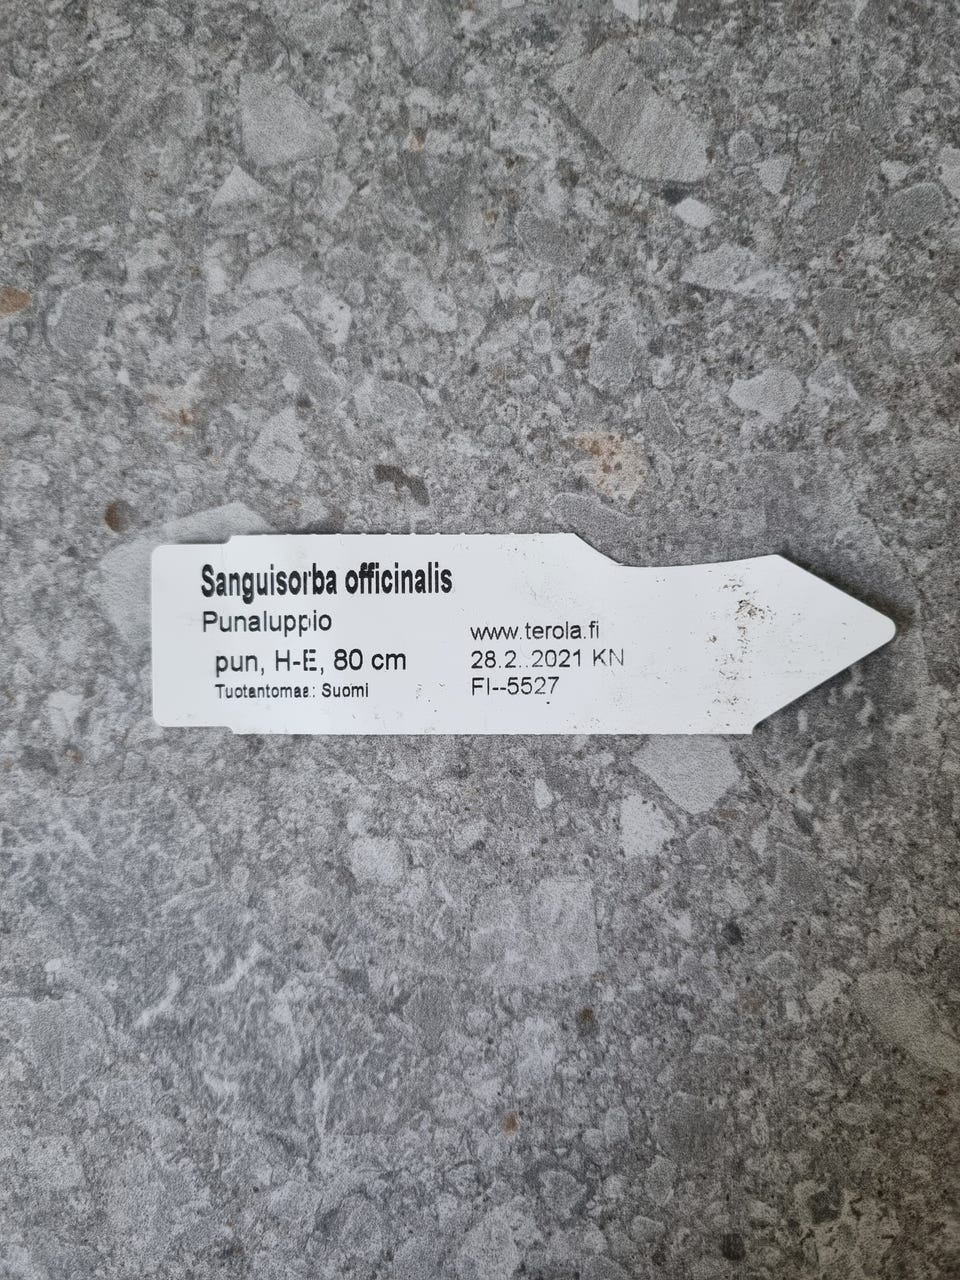 Sanguisorba officinalis
Punaluppio
pun, H-E, 80 cm
Tuotantomaa: Suomi
www.terola.fi
28.2..2021 KN
FI--5527